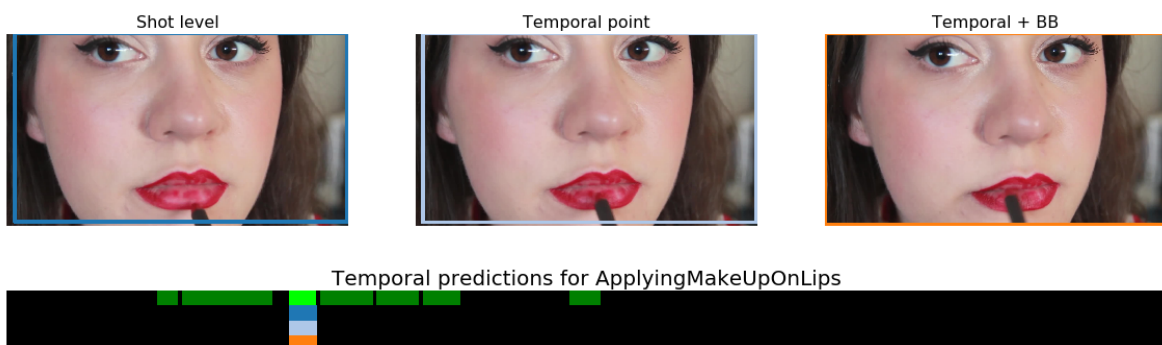 Shot level
Temporal point
Temporal + BB
Temporal predictions for ApplyingMakeUpOnLips